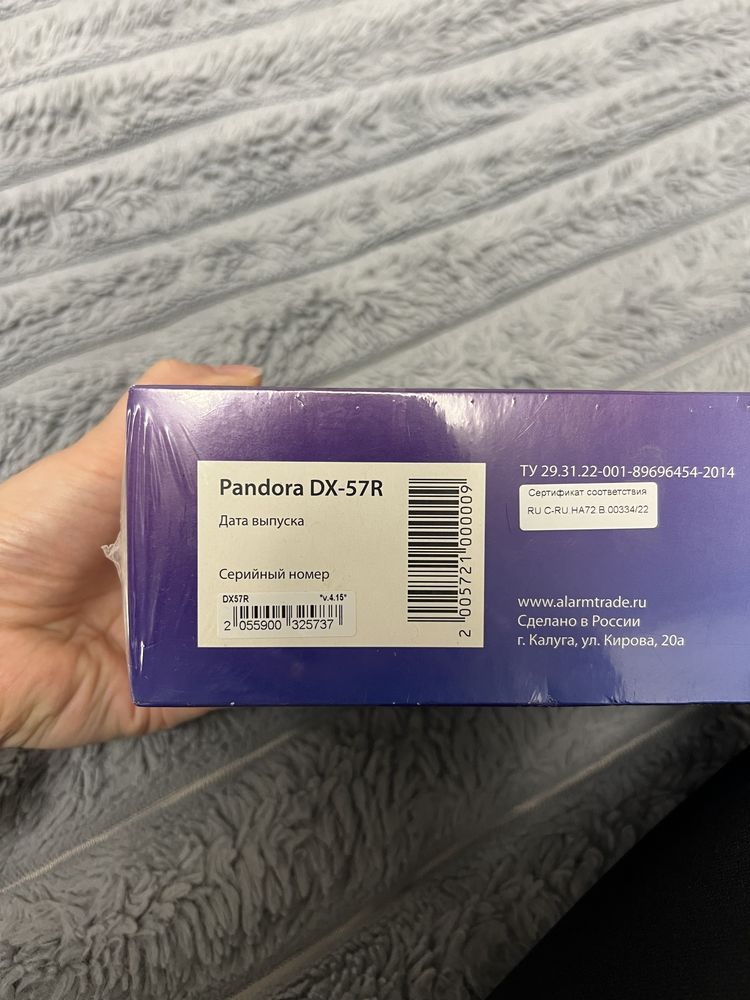 Pandora DX-57R
Дата выпуска
Серийный номер
DX57R "v.4.15"
2 055900 325737
2 005721 000009
ТУ 29.31.22-001-89696454-2014
Сертификат соответствия
RU C-RU.HA72.B.00334/22
www.alarmtrade.ru
Сделано в России
г. Калуга, ул. Кирова, 20а